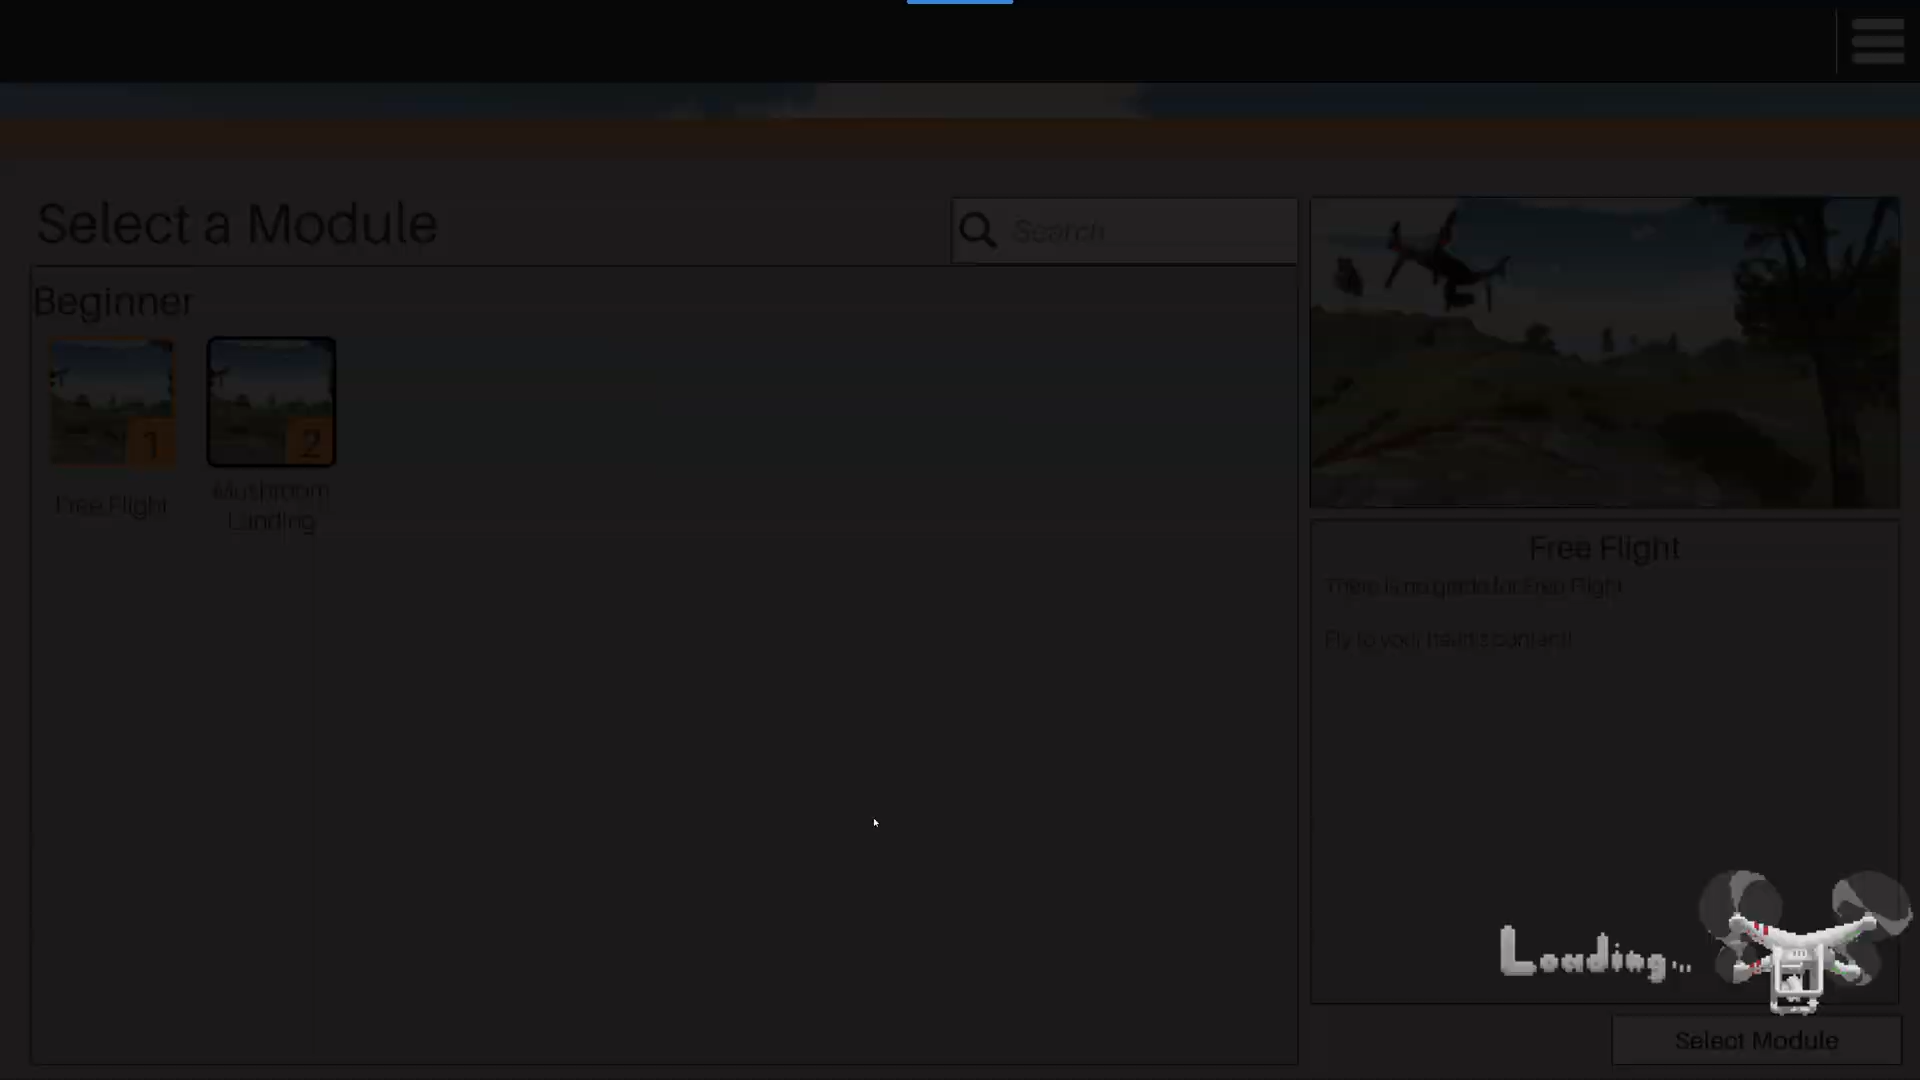 Select a Module
Search
Beginner
1
2
Free Flight
Mushroom
Landing
Free Flight
There is no grade for Free Flight
Fly to your heart's content!
Loading...
Select Module